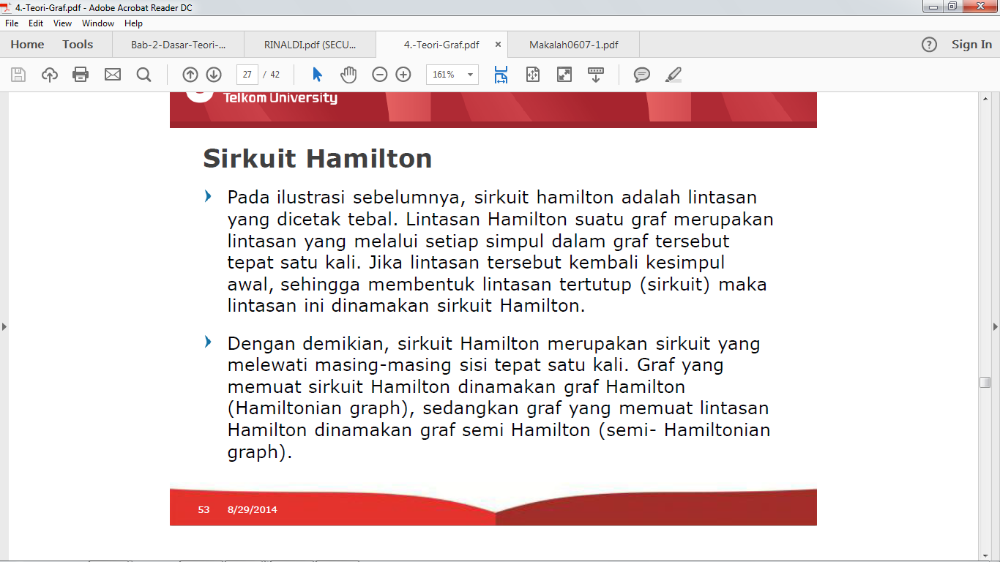 4.-Teori-Graf.pdf - Adobe Acrobat Reader DC
File Edit View Window Help
Home Tools Bab-2-Dasar-Teori-... RINALDI.pdf (SECU... 4.-Teori-Graf.pdf × Makalah0607-1.pdf ? Sign In
27 / 42 161%
Telkom University
Sirkuit Hamilton
Pada ilustrasi sebelumnya, sirkuit hamilton adalah lintasan
yang dicetak tebal. Lintasan Hamilton suatu graf merupakan
lintasan yang melalui setiap simpul dalam graf tersebut
tepat satu kali. Jika lintasan tersebut kembali kesimpul
awal, sehingga membentuk lintasan tertutup (sirkuit) maka
lintasan ini dinamakan sirkuit Hamilton.
Dengan demikian, sirkuit Hamilton merupakan sirkuit yang
melewati masing-masing sisi tepat satu kali. Graf yang
memuat sirkuit Hamilton dinamakan graf Hamilton
(Hamiltonian graph), sedangkan graf yang memuat lintasan
Hamilton dinamakan graf semi Hamilton (semi- Hamiltonian
graph).
53 8/29/2014